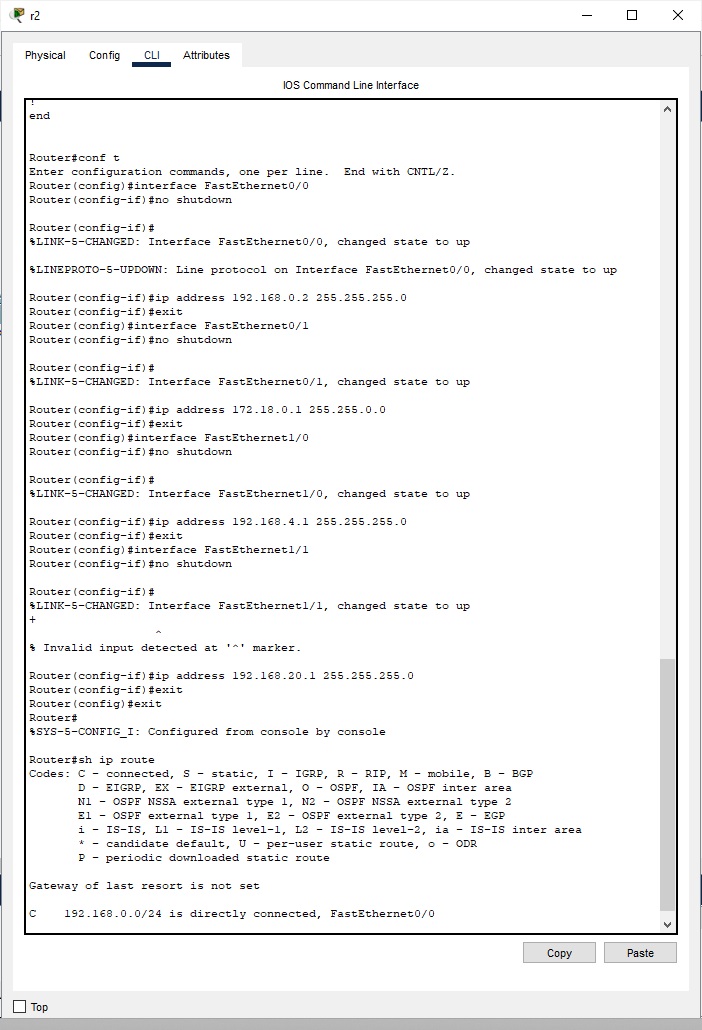 r2
Physical Config CLI Attributes
IOS Command Line Interface
!
end
Router#conf t
Enter configuration commands, one per line.  End with CNTL/Z.
Router(config)#interface FastEthernet0/0
Router(config-if)#no shutdown
Router(config-if)#
%LINK-5-CHANGED: Interface FastEthernet0/0, changed state to up
%LINEPROTO-5-UPDOWN: Line protocol on Interface FastEthernet0/0, changed state to up
Router(config-if)#ip address 192.168.0.2 255.255.255.0
Router(config-if)#exit
Router(config)#interface FastEthernet0/1
Router(config-if)#no shutdown
Router(config-if)#
%LINK-5-CHANGED: Interface FastEthernet0/1, changed state to up
Router(config-if)#ip address 172.18.0.1 255.255.0.0
Router(config-if)#exit
Router(config)#interface FastEthernet1/0
Router(config-if)#no shutdown
Router(config-if)#
%LINK-5-CHANGED: Interface FastEthernet1/0, changed state to up
Router(config-if)#ip address 192.168.4.1 255.255.255.0
Router(config-if)#exit
Router(config)#interface FastEthernet1/1
Router(config-if)#no shutdown
Router(config-if)#
%LINK-5-CHANGED: Interface FastEthernet1/1, changed state to up
+
^
% Invalid input detected at '^' marker.
Router(config-if)#ip address 192.168.20.1 255.255.255.0
Router(config-if)#exit
Router(config)#exit
Router#
%SYS-5-CONFIG_I: Configured from console by console
Router#sh ip route
Codes: C - connected, S - static, I - IGRP, R - RIP, M - mobile, B - BGP
D - EIGRP, EX - EIGRP external, O - OSPF, IA - OSPF inter area
N1 - OSPF NSSA external type 1, N2 - OSPF NSSA external type 2
E1 - OSPF external type 1, E2 - OSPF external type 2, E - EGP
i - IS-IS, L1 - IS-IS level-1, L2 - IS-IS level-2, ia - IS-IS inter area
* - candidate default, U - per-user static route, o - ODR
P - periodic downloaded static route
Gateway of last resort is not set
C    192.168.0.0/24 is directly connected, FastEthernet0/0
Copy Paste
Top